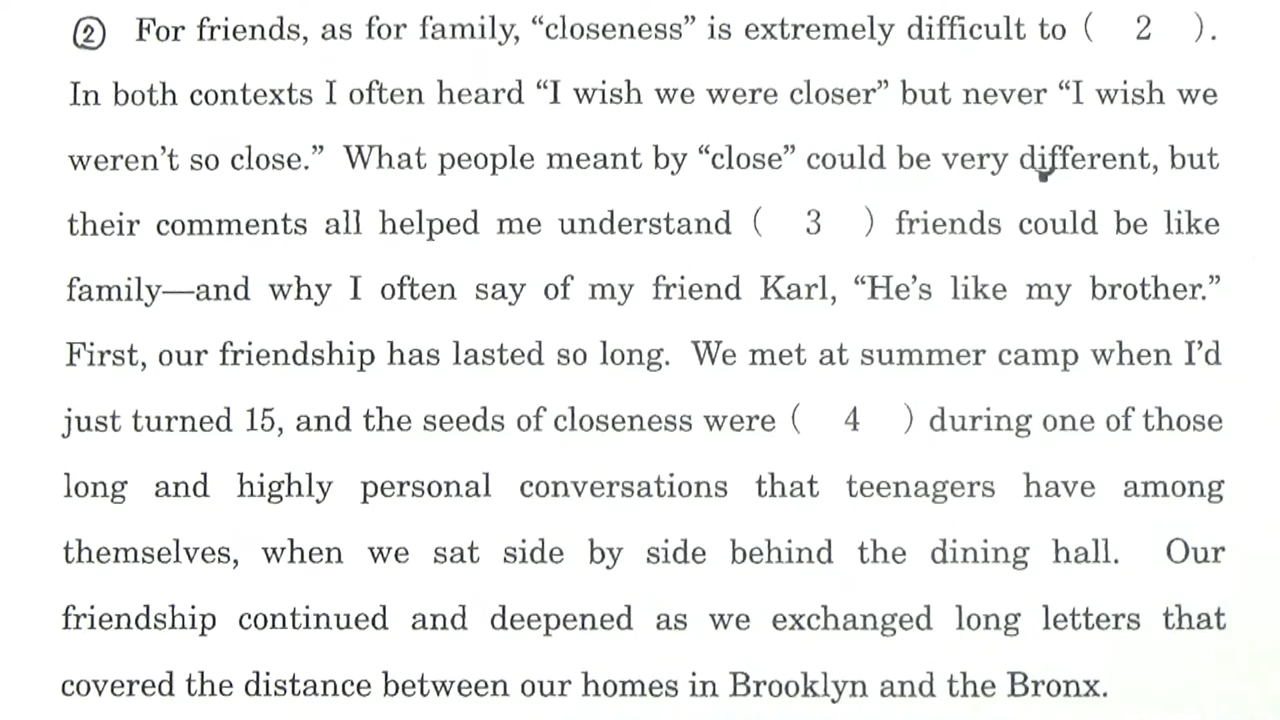 ② For friends, as for family, “closeness” is extremely difficult to ( 2 ).
In both contexts I often heard “I wish we were closer” but never “I wish we
weren’t so close.” What people meant by “close” could be very different, but
their comments all helped me understand ( 3 ) friends could be like
family—and why I often say of my friend Karl, “He’s like my brother.”
First, our friendship has lasted so long. We met at summer camp when I’d
just turned 15, and the seeds of closeness were ( 4 ) during one of those
long and highly personal conversations that teenagers have among
themselves, when we sat side by side behind the dining hall. Our
friendship continued and deepened as we exchanged long letters that
covered the distance between our homes in Brooklyn and the Bronx.